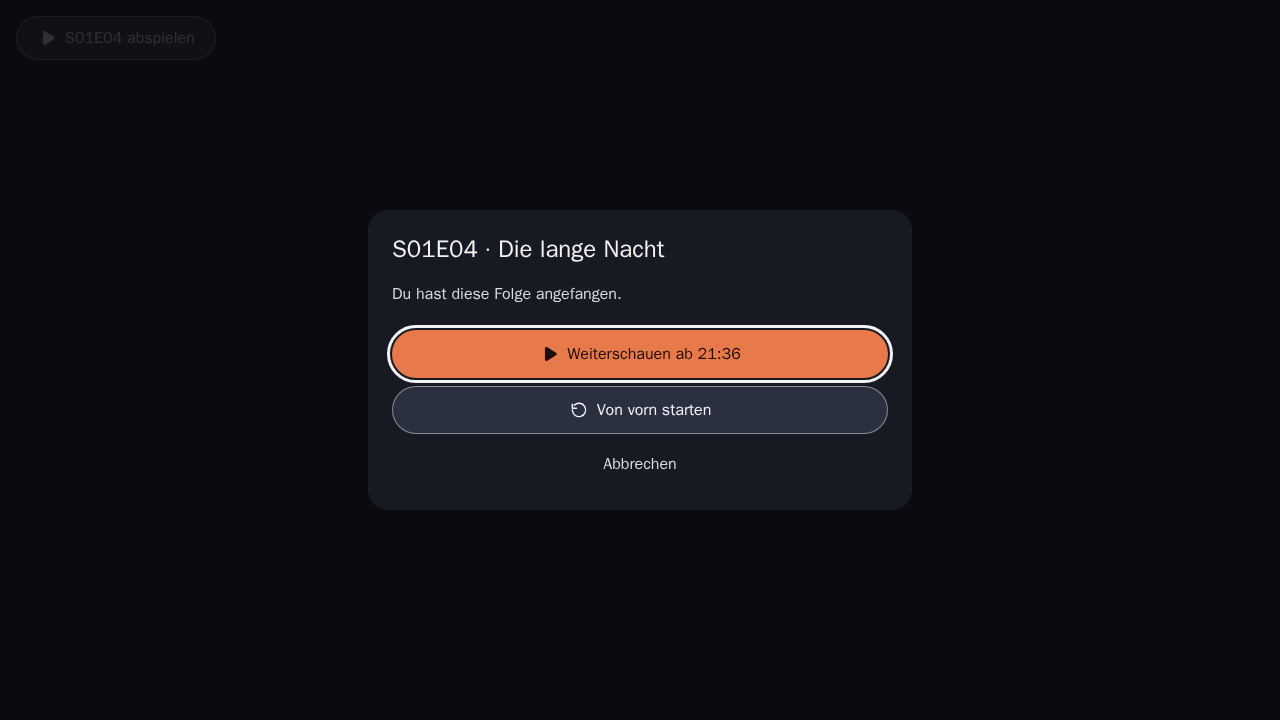 S01E04 abspielen
S01E04 · Die lange Nacht
Du hast diese Folge angefangen.
Weiterschauen ab 21:36
Von vorn starten
Abbrechen